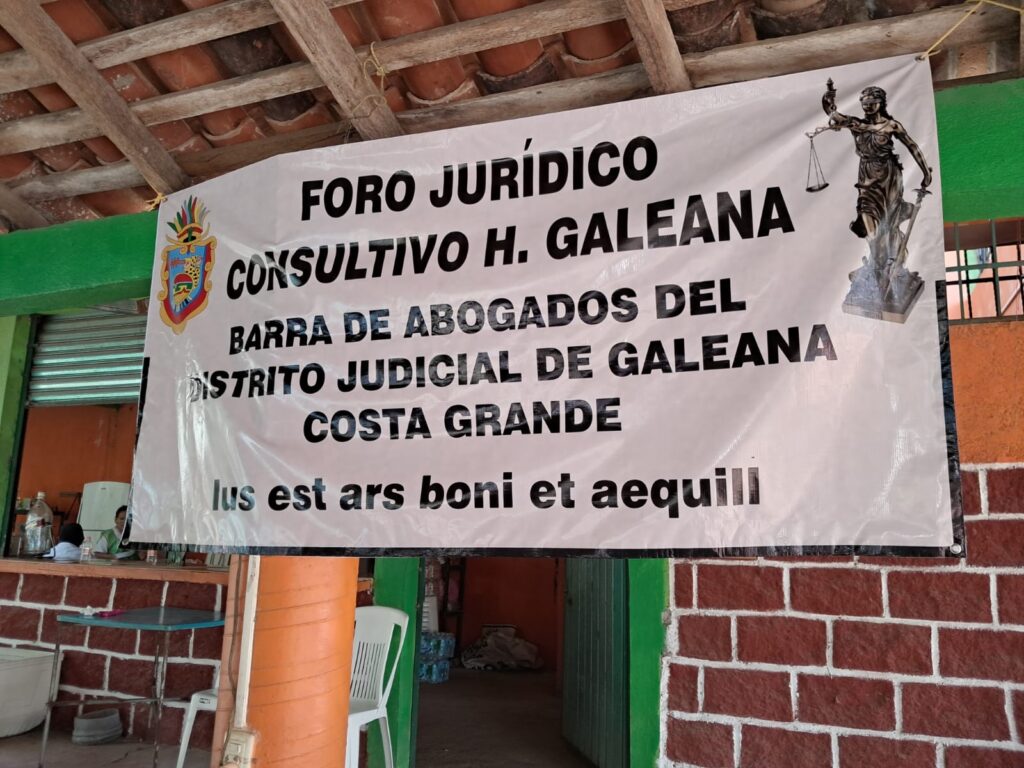 FORO JURÍDICO
CONSULTIVO H. GALEANA
BARRA DE ABOGADOS DEL
DISTRITO JUDICIAL DE GALEANA
COSTA GRANDE
Ius est ars boni et aequilll